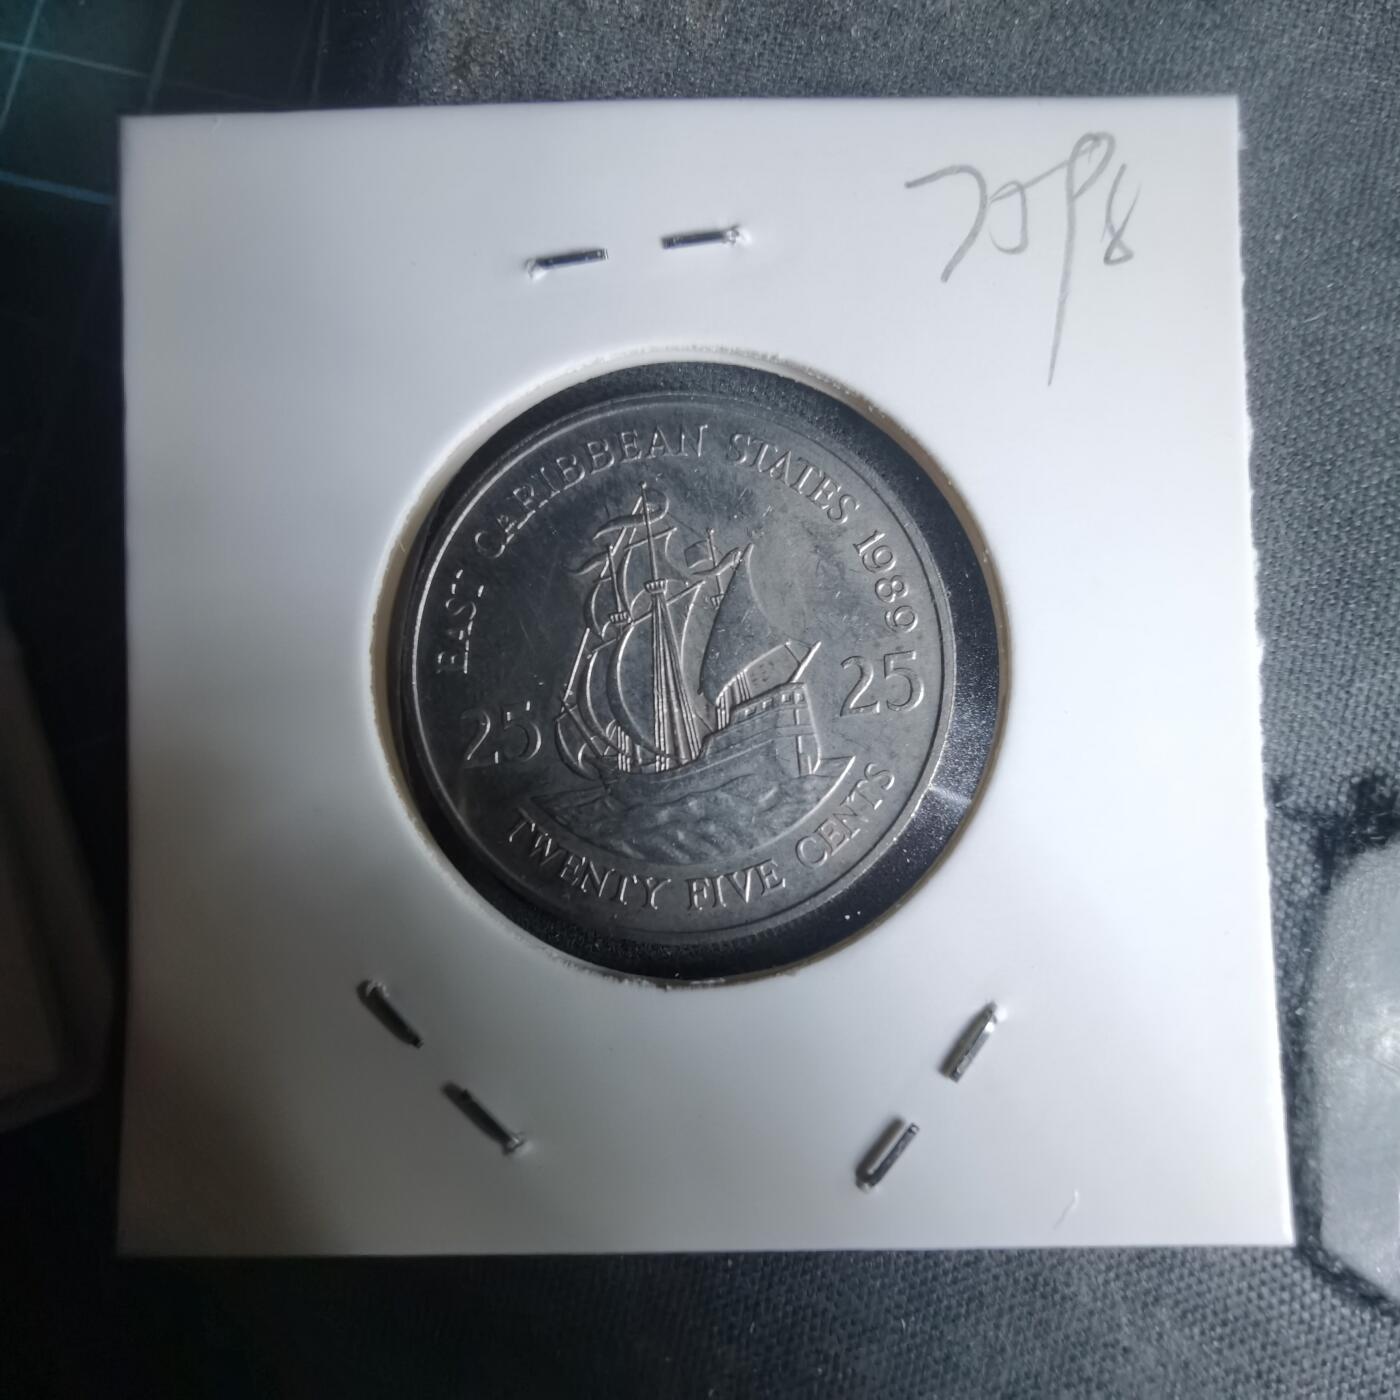 EAST CARIBBEAN STATES 1989
25 25
TWENTY FIVE CENTS